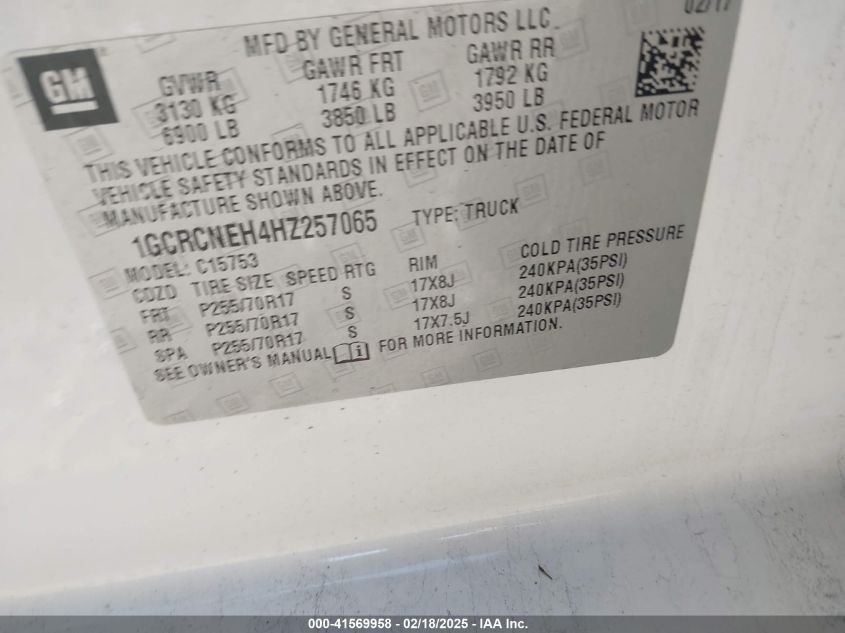 02/17
MFD BY GENERAL MOTORS LLC
GM
GVWR GAWR FRT GAWR RR
3130 KG 1746 KG 1792 KG
6900 LB 3850 LB 3950 LB
THIS VEHICLE CONFORMS TO ALL APPLICABLE U.S. FEDERAL MOTOR
VEHICLE SAFETY STANDARDS IN EFFECT ON THE DATE OF
MANUFACTURE SHOWN ABOVE.
1GCRCNEH4HZ257065 TYPE: TRUCK
MODEL: C15753
COZD TIRE SIZE SPEED RTG RIM COLD TIRE PRESSURE
FRT P255/70R17 S 17X8J 240KPA(35PSI)
RR P255/70R17 S 17X8J 240KPA(35PSI)
SPA P255/70R17 S 17X7.5J 240KPA(35PSI)
SEE OWNER'S MANUAL FOR MORE INFORMATION.
000-41569958 - 02/18/2025 - IAA Inc.